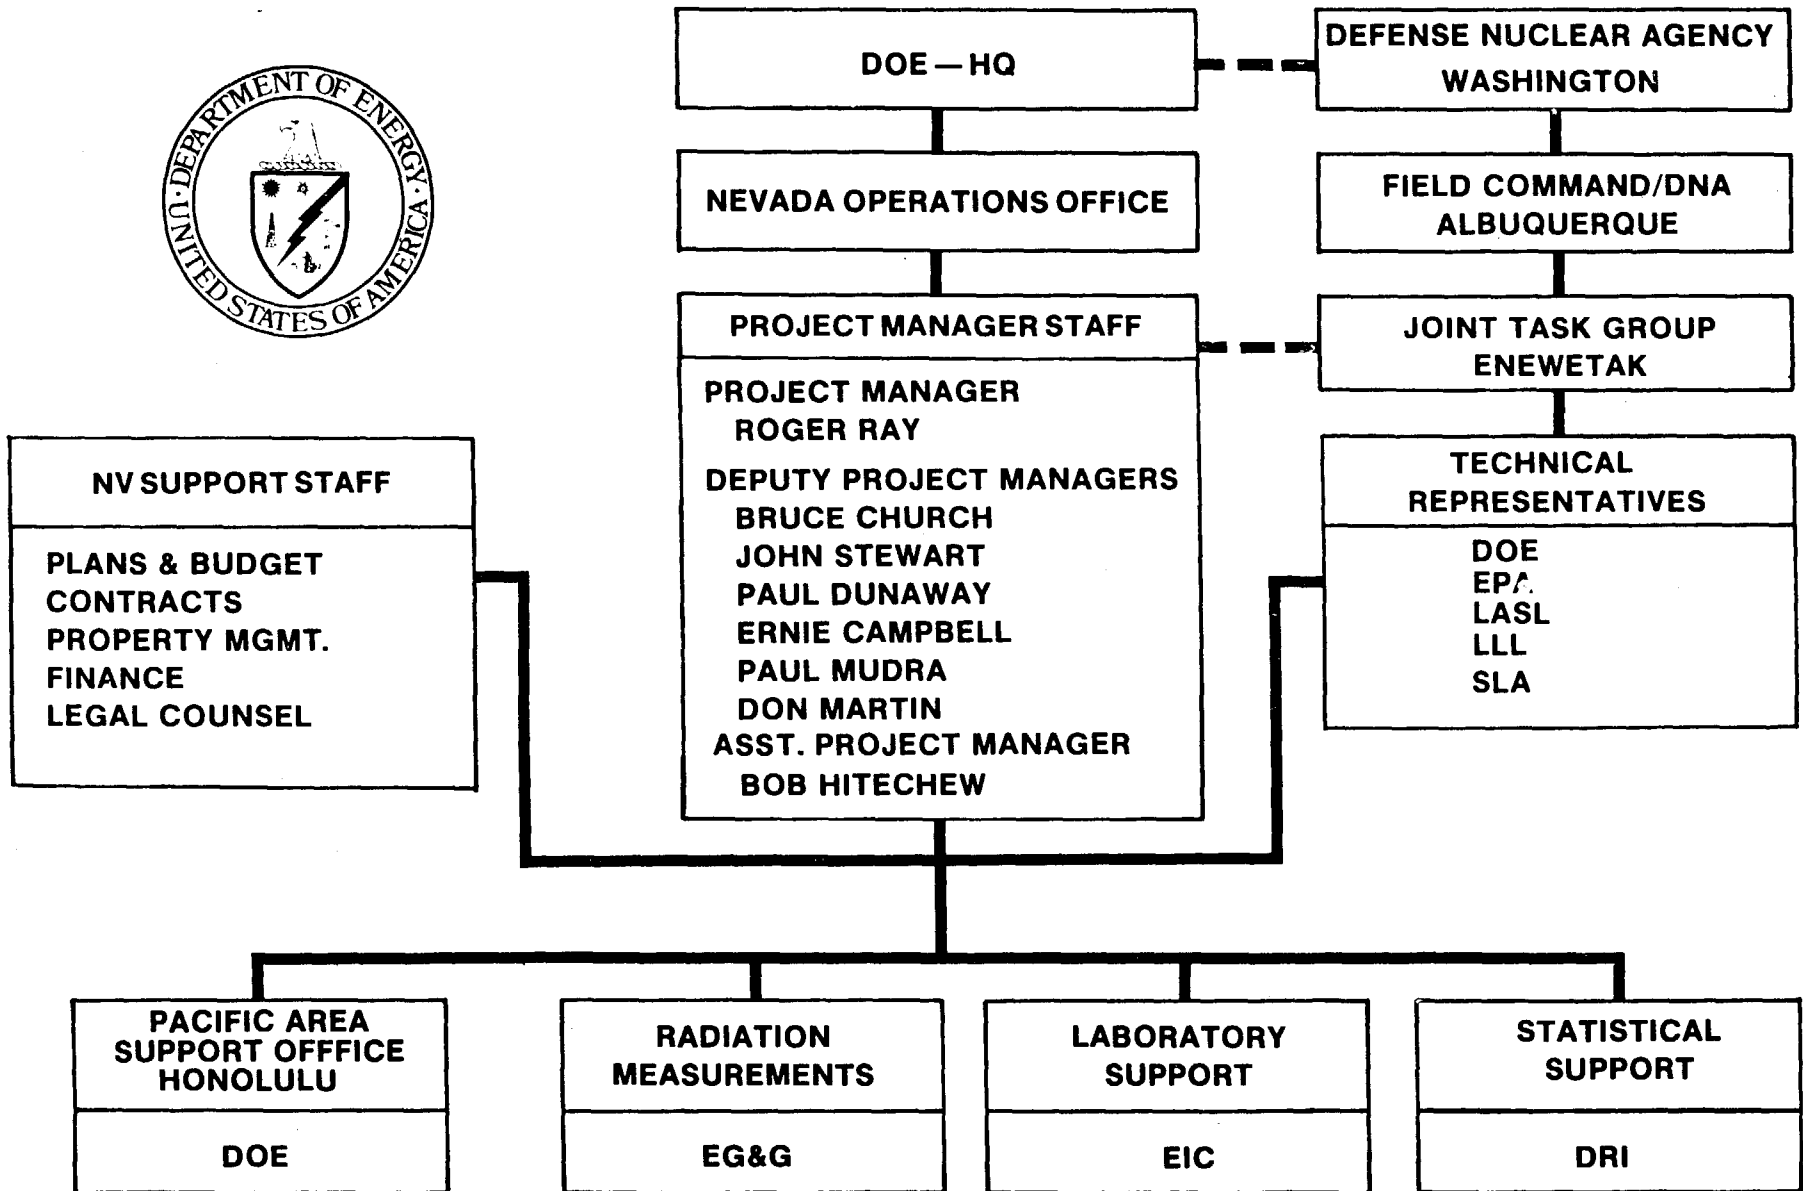 UNITED STATES OF AMERICA · DEPARTMENT OF ENERGY ·
DOE — HQ
DEFENSE NUCLEAR AGENCY
WASHINGTON
NEVADA OPERATIONS OFFICE
FIELD COMMAND/DNA
ALBUQUERQUE
PROJECT MANAGER STAFF
PROJECT MANAGER
ROGER RAY
DEPUTY PROJECT MANAGERS
BRUCE CHURCH
JOHN STEWART
PAUL DUNAWAY
ERNIE CAMPBELL
PAUL MUDRA
DON MARTIN
ASST. PROJECT MANAGER
BOB HITECHEW
JOINT TASK GROUP
ENEWETAK
NV SUPPORT STAFF
PLANS & BUDGET
CONTRACTS
PROPERTY MGMT.
FINANCE
LEGAL COUNSEL
TECHNICAL
REPRESENTATIVES
DOE
EPA
LASL
LLL
SLA
PACIFIC AREA
SUPPORT OFFFICE
HONOLULU
DOE
RADIATION
MEASUREMENTS
EG&G
LABORATORY
SUPPORT
EIC
STATISTICAL
SUPPORT
DRI